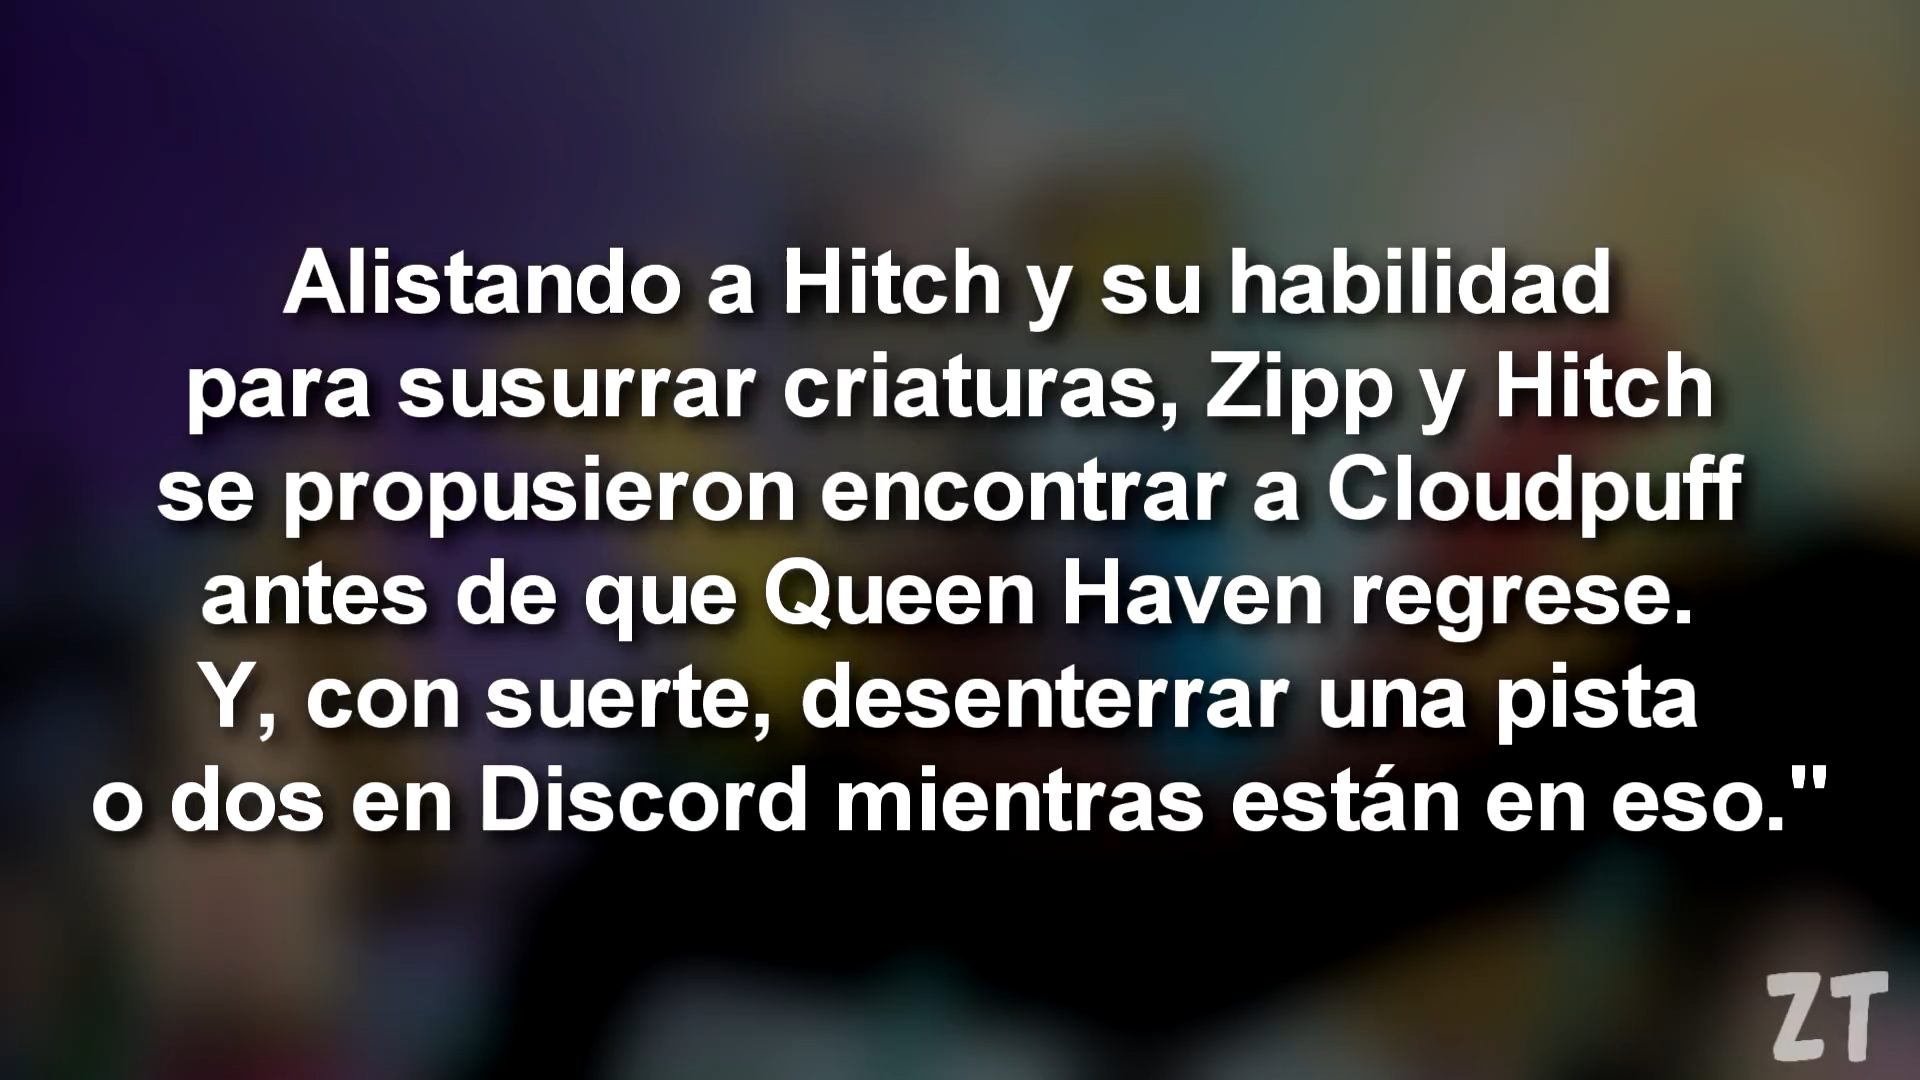 Alistando a Hitch y su habilidad
para susurrar criaturas, Zipp y Hitch
se propusieron encontrar a Cloudpuff
antes de que Queen Haven regrese.
Y, con suerte, desenterrar una pista
o dos en Discord mientras están en eso."
ZT